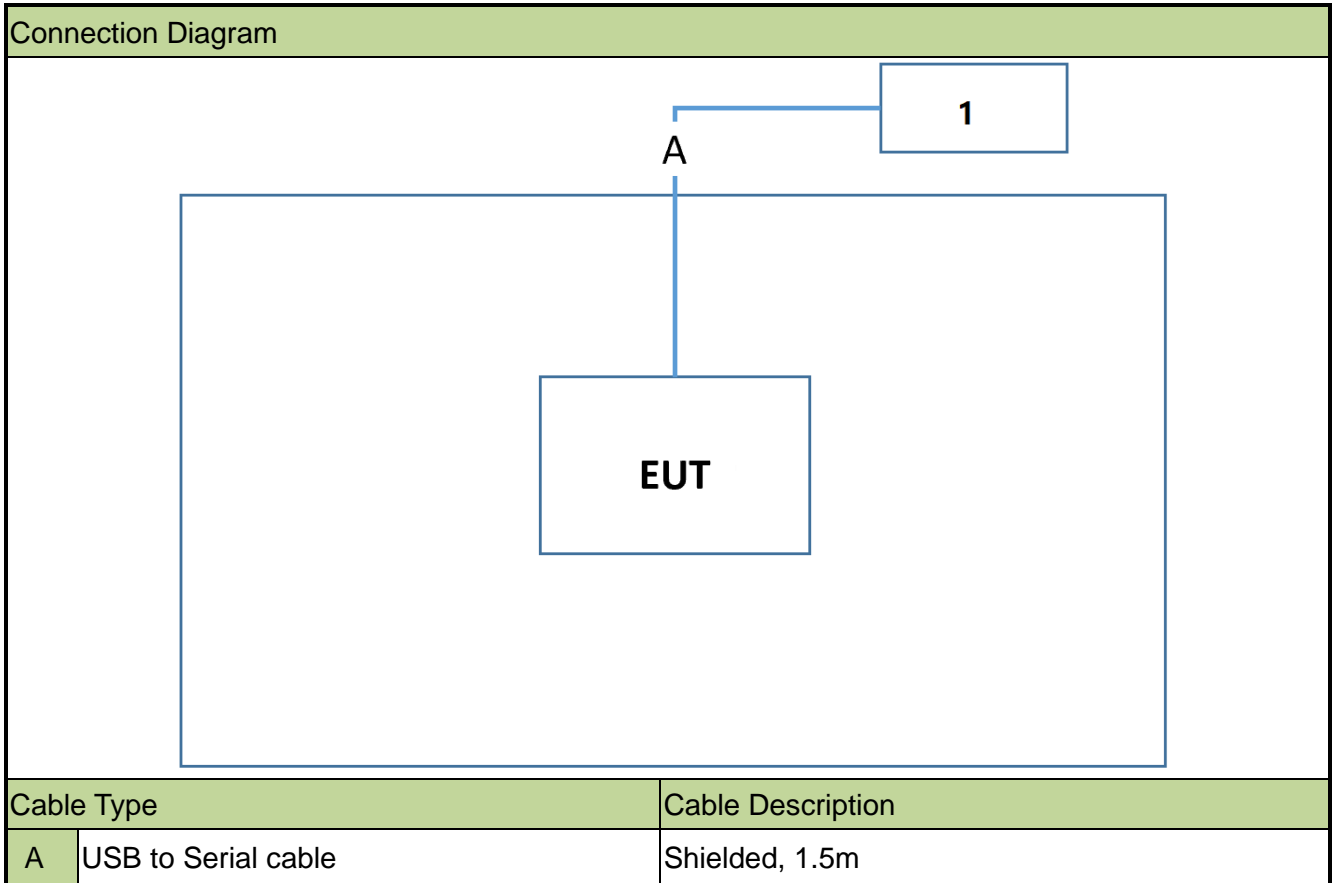 Connection Diagram
1
A
EUT
Cable Type Cable Description
A USB to Serial cable Shielded, 1.5m